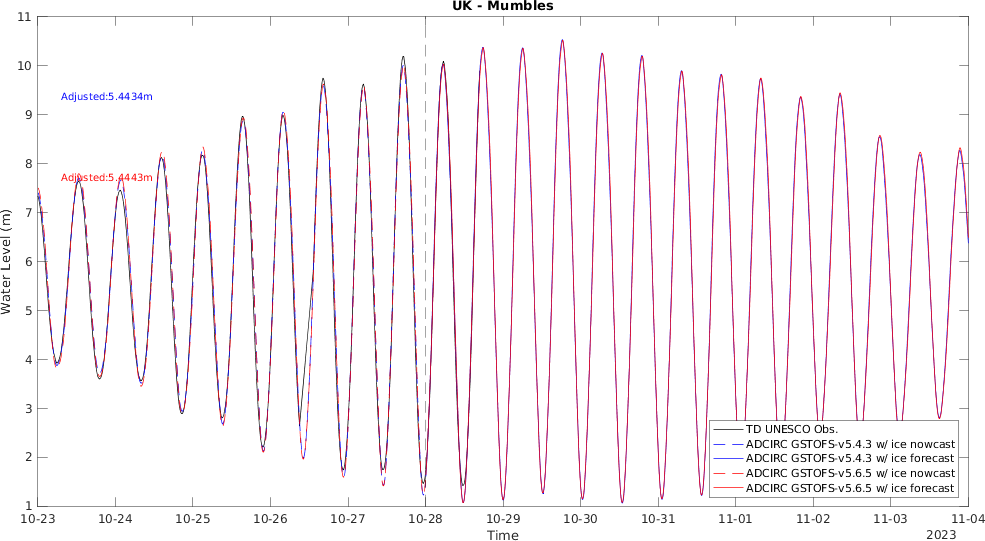 UK - Mumbles
11
10
9
8
7
6
5
4
3
2
1
Water Level (m)
Adjusted:5.4434m
Adjusted:5.4443m
TD UNESCO Obs.
ADCIRC GSTOFS-v5.4.3 w/ ice nowcast
ADCIRC GSTOFS-v5.4.3 w/ ice forecast
ADCIRC GSTOFS-v5.6.5 w/ ice nowcast
ADCIRC GSTOFS-v5.6.5 w/ ice forecast
10-23 10-24 10-25 10-26 10-27 10-28 10-29 10-30 10-31 11-01 11-02 11-03 11-04
Time
2023